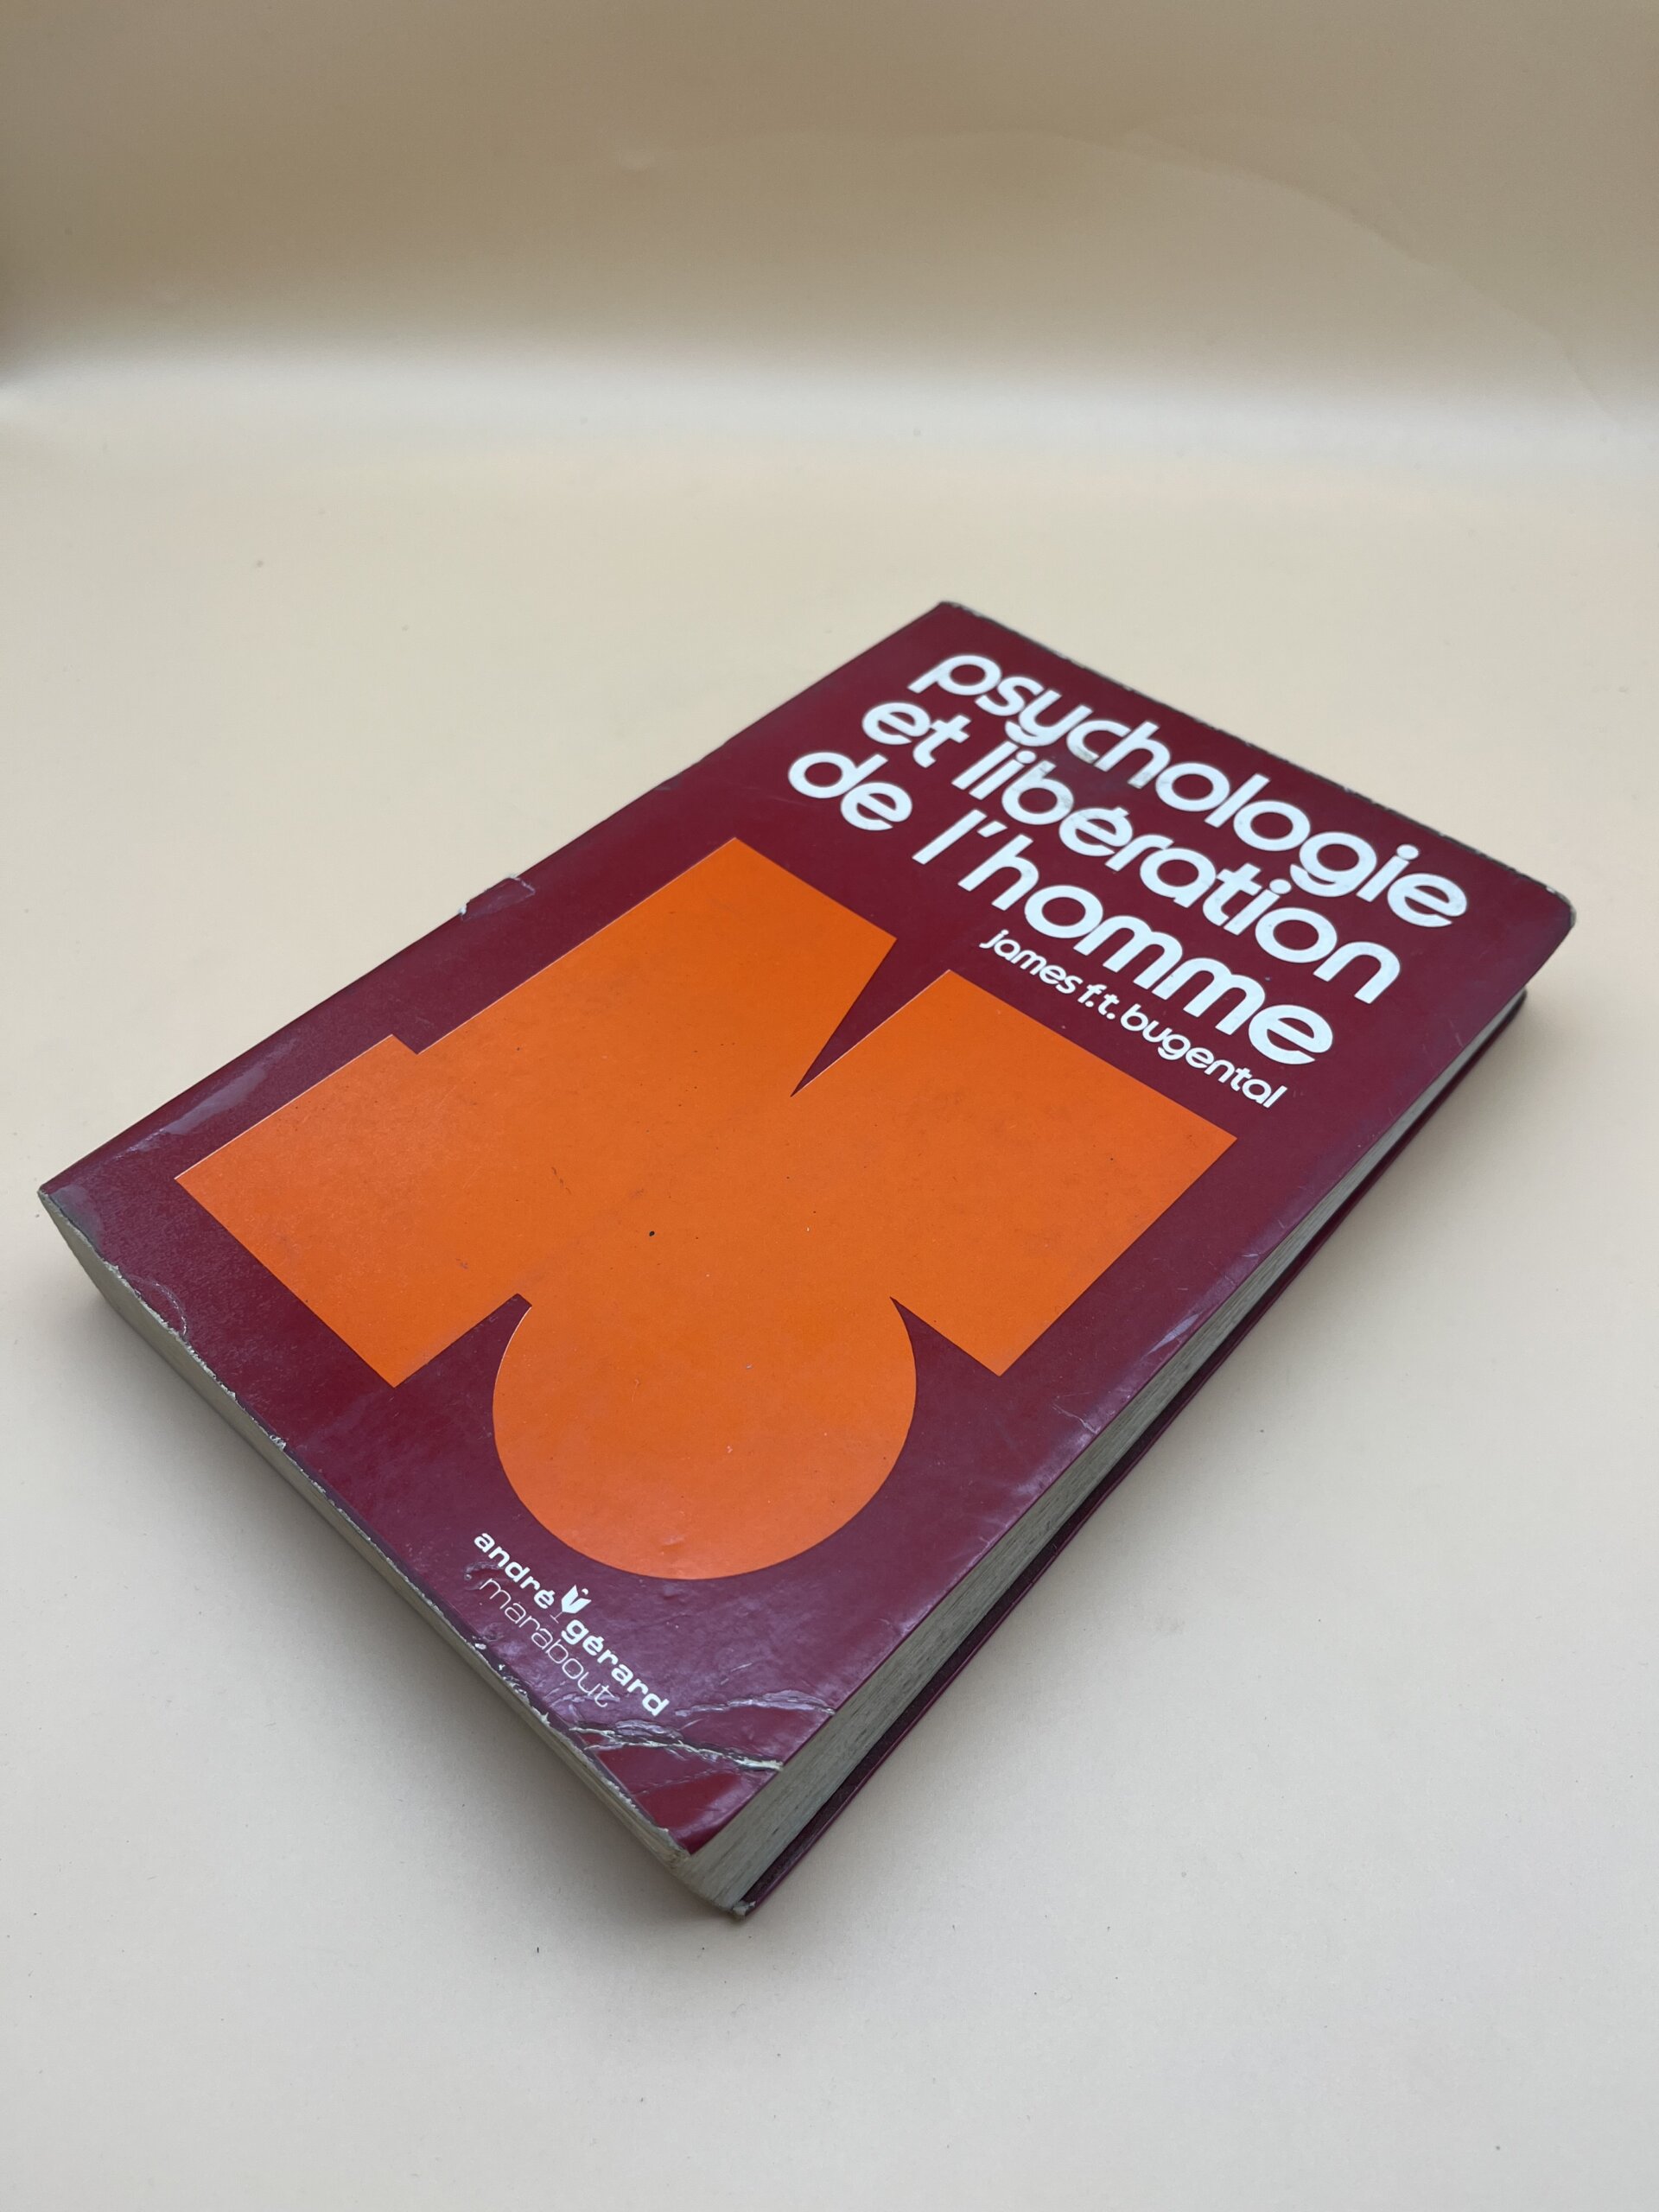 psychologie
et libération
de l'homme
james f.t. bugental
andré gérard
marabout